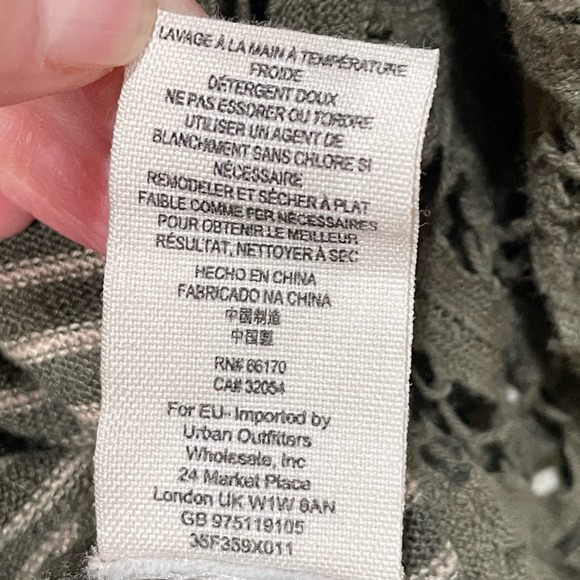 LAVAGE À LA MAIN À TEMPÉRATURE
FROIDE
DÉTERGENT DOUX
NE PAS ESSORER OU TORDRE
UTILISER UN AGENT DE
BLANCHIMENT SANS CHLORE SI
NÉCESSAIRE
REMODELER ET SÉCHER À PLAT
FAIBLE COMME FER NÉCESSAIRES
POUR OBTENIR LE MEILLEUR
RÉSULTAT, NETTOYER À SEC
HECHO EN CHINA
FABRICADO NA CHINA
中國制造
中国製
RN# 66170
CA# 32054
For EU- Imported by
Urban Outfitters
Wholesale, Inc
24 Market Place
London UK W1W 8AN
GB 975119105
35F359X011